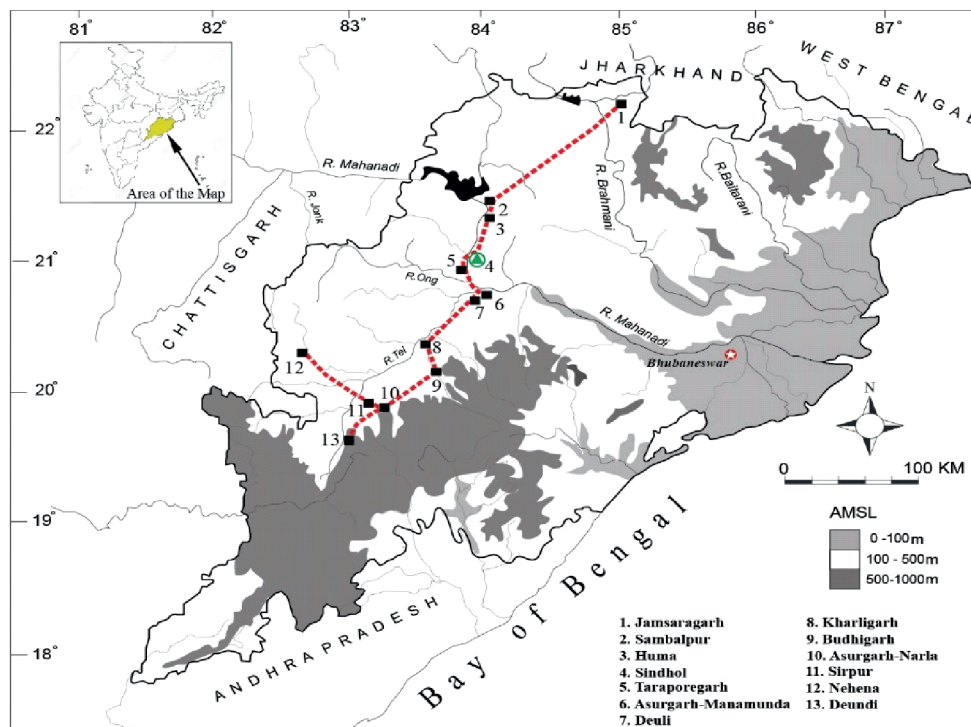 81°
82°
83°
84°
85°
86°
87°
22°
21°
20°
19°
18°
Area of the Map
JHARKHAND
WEST BENGAL
CHATTISGARH
ANDHRAPRADESH
Bay of Bengal
R. Mahanadi
R. Jonk
R. Brahmani
R.Baitarani
R.Ong
R. Mahanadi
R.Tel
Bhubaneswar
1
2
3
4
5
6
7
8
9
10
11
12
13
N
0 100 KM
AMSL
0 -100m
100 - 500m
500-1000m
1. Jamsaragarh
2. Sambalpur
3. Huma
4. Sindhol
5. Taraporegarh
6. Asurgarh-Manamunda
7. Deuli
8. Kharligarh
9. Budhigarh
10. Asurgarh-Narla
11. Sirpur
12. Nehena
13. Deundi